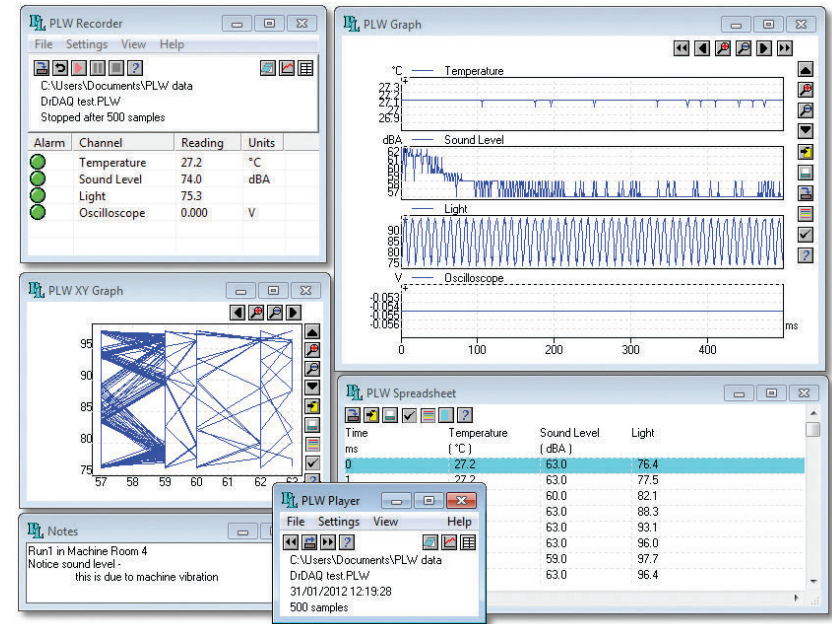 PLW Recorder
File Settings View Help
C:\Users\Documents\PLW data
DrDAQ test.PLW
Stopped after 500 samples
Alarm Channel Reading Units
Temperature 27.2 °C
Sound Level 74.0 dBA
Light 75.3
Oscilloscope 0.000 V
PLW Graph
°C Temperature
27.3
27.2
27.1
27
26.9
dBA Sound Level
62
61
60
59
58
57
Light
90
85
80
75
V Oscilloscope
-0.053
-0.054
-0.055
-0.056
ms
0 100 200 300 400
PLW XY Graph
95
90
85
80
75
57 58 59 60 61 62 63
PLW Spreadsheet
Time Temperature Sound Level Light
ms (°C) (dBA)
0 27.2 63.0 76.4
1 27.2 63.0 77.5
60.0 82.1
63.0 88.3
63.0 93.1
63.0 96.0
59.0 97.7
63.0 96.4
Notes
Run1 in Machine Room 4
Notice sound level -
this is due to machine vibration
PLW Player
File Settings View Help
C:\Users\Documents\PLW data
DrDAQ test.PLW
31/01/2012 12:19:28
500 samples